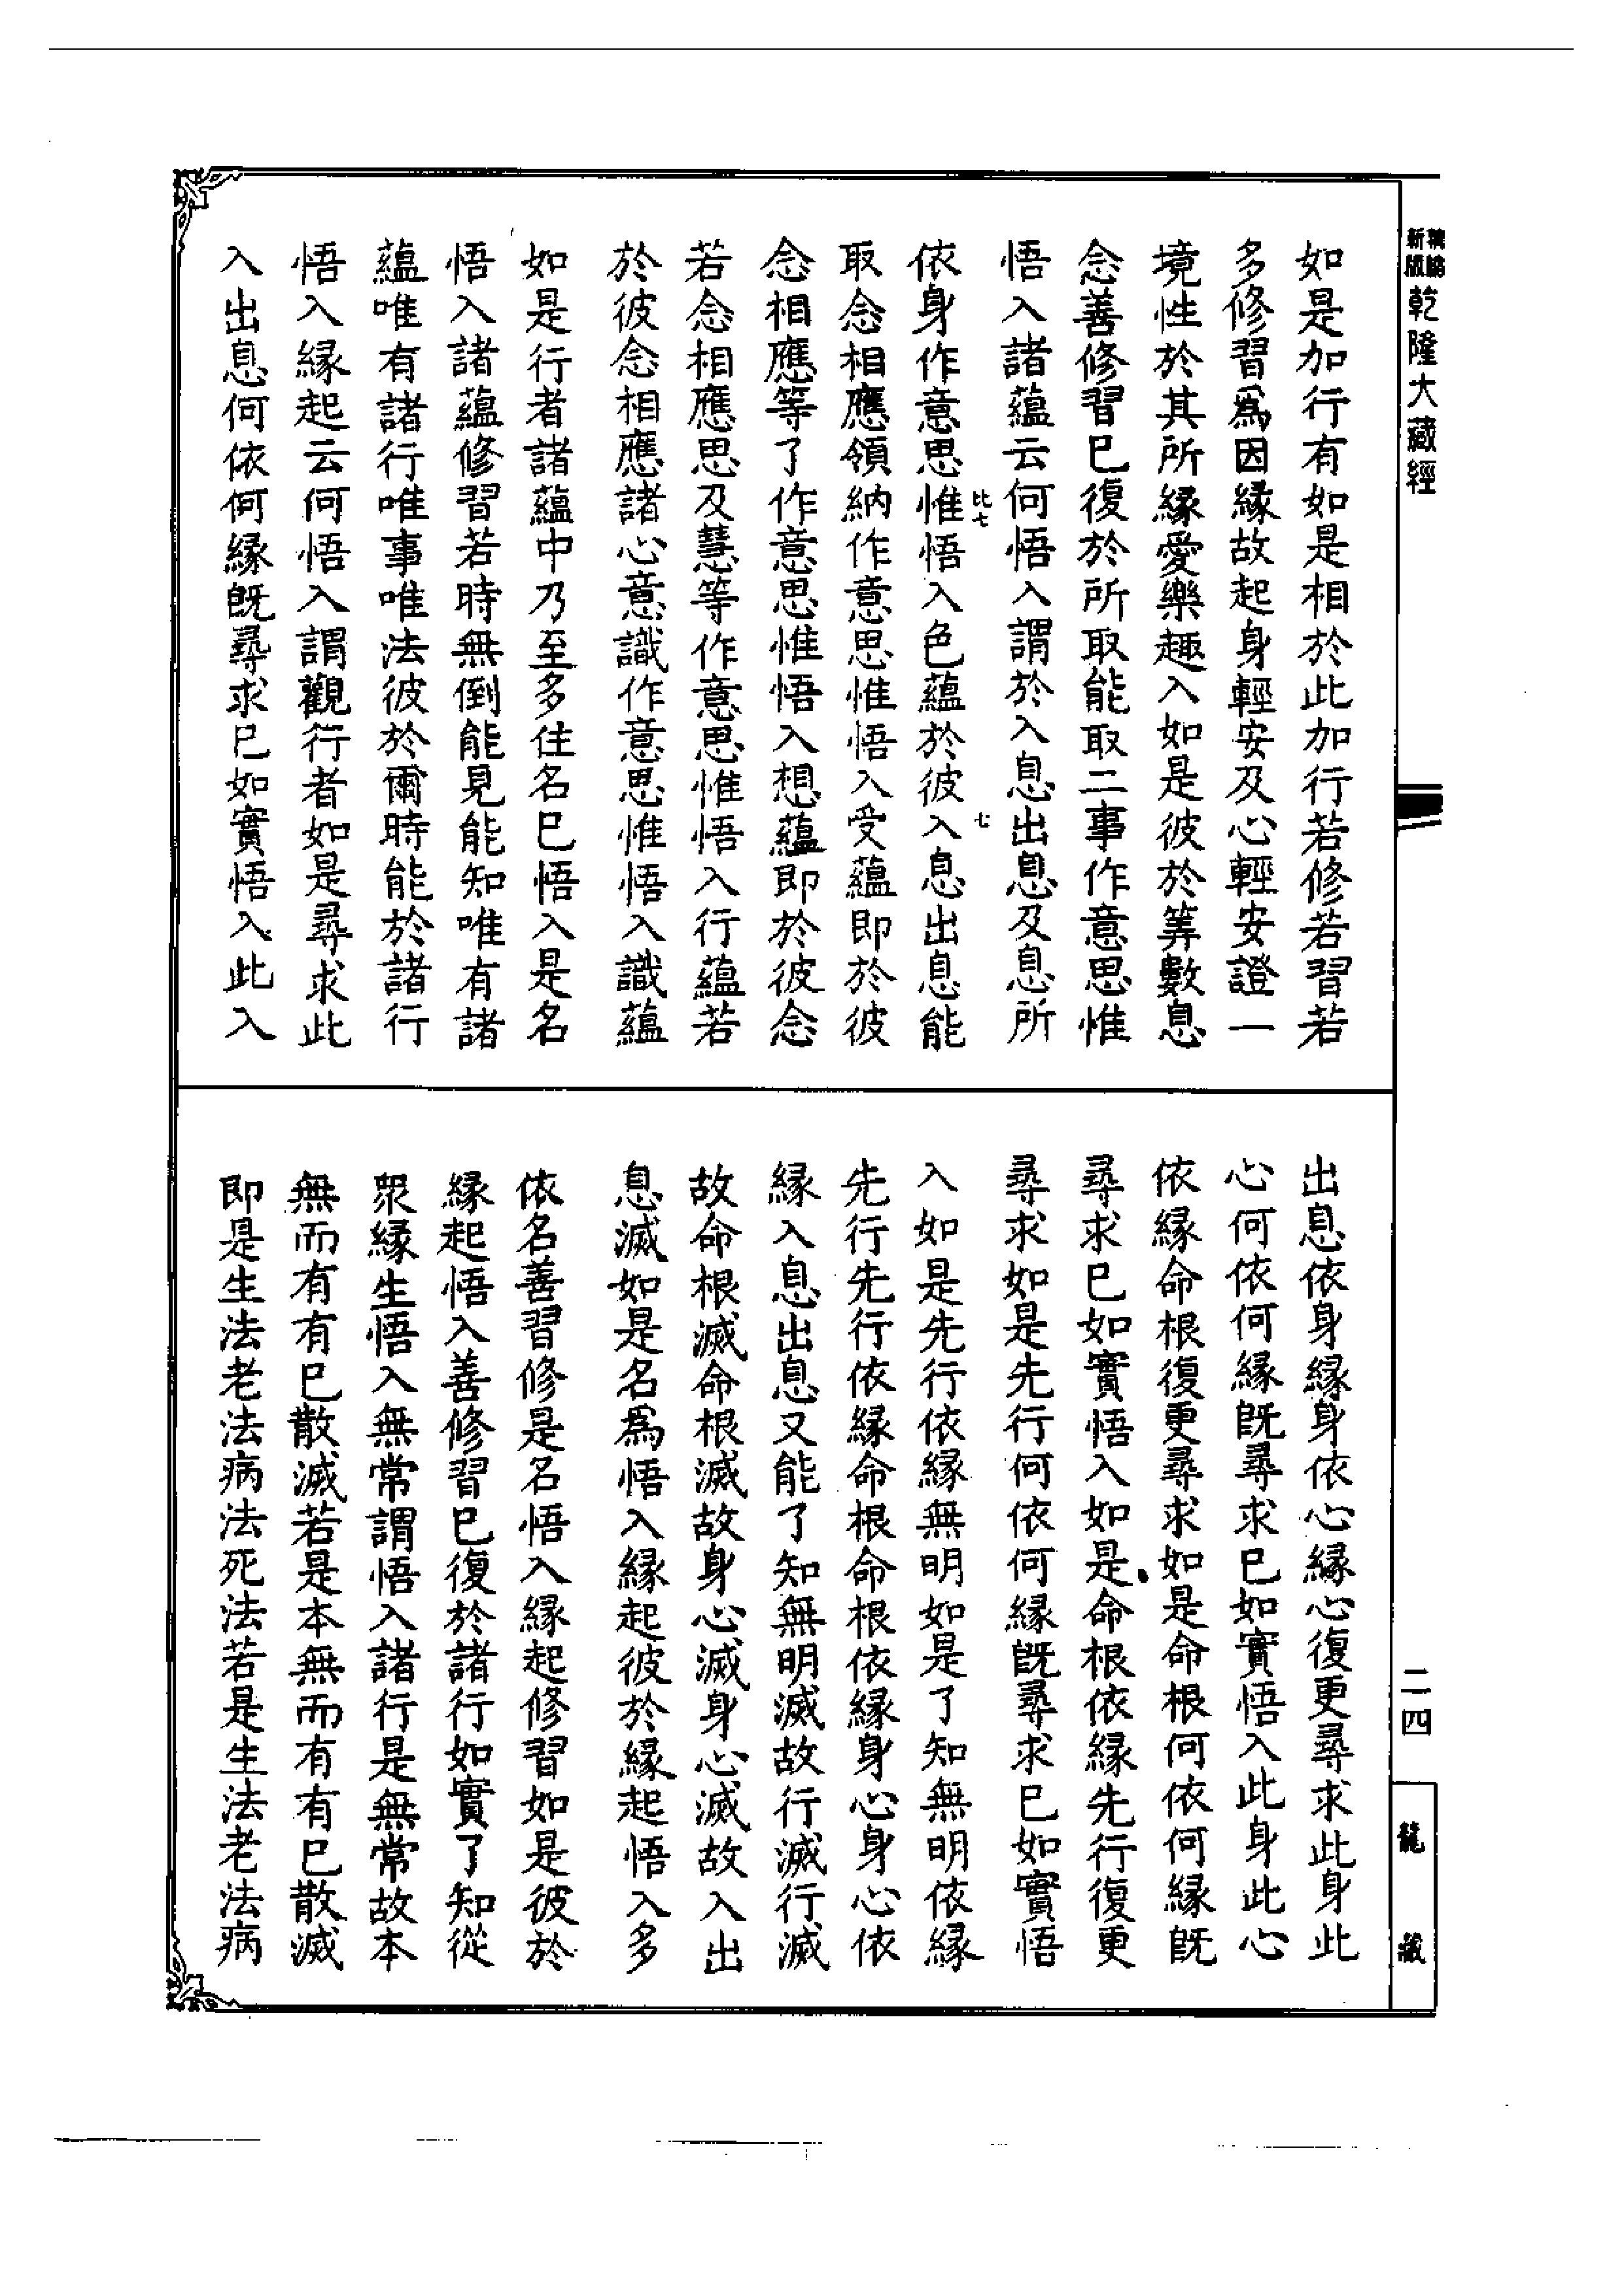 新版
乾隆大藏經
如是加行有如是相於此加行若修若習若
多修習爲因緣故起身輕安及心輕安證一
境性於其所緣愛樂趣入如是彼於筭數息
念善修習已復於所取能取二事作意思惟
悟入諸蘊云何悟入謂於入息出息及息所
比七
七
依身作意思惟悟入色蘊於彼入息出息能
取念相應領納作意思惟悟入受蘊即於彼
念相應等了作意思惟悟入想蘊即於彼念
若念相應思及慧等作意思惟悟入行蘊若
於彼念相應諸心意識作意思惟悟入識蘊
如是行者諸蘊中乃至多住名已悟入是名
悟入諸蘊修習若時無倒能見能知唯有諸
蘊唯有諸行唯事唯法彼於爾時能於諸行
悟入緣起云何悟入謂觀行者如是尋求此
入出息何依何緣旣尋求已如實悟入此入
出息依身緣身依心緣心復更尋求此身此
心何依何緣旣尋求已如實悟入此身此心
依緣命根復更尋求如是命根何依何緣旣
尋求已如實悟入如是命根依緣先行復更
尋求如是先行何依何緣旣尋求已如實悟
入如是先行依緣無明如是了知無明依緣
先行先行依緣命根命根依緣身心身心依
緣入息出息又能了知無明滅故行滅行滅
故命根滅命根滅故身心滅身心滅故入出
息滅如是名爲悟入緣起彼於緣起悟入多
依名善習修是名悟入緣起修習如是彼於
緣起悟入善修習已復於諸行如實了知從
眾緣生悟入無常謂悟入諸行是無常故本
無而有有已散滅若是本無而有有已散滅
即是生法老法病法死法若是生法老法病
二四
龍藏